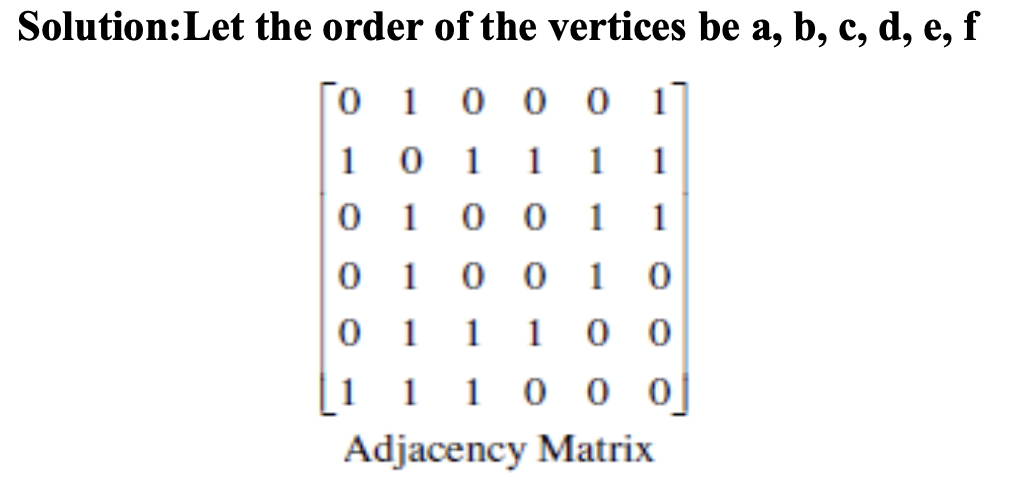 Solution:Let the order of the vertices be a, b, c, d, e, f
0 1 0 0 0 1
1 0 1 1 1 1
0 1 0 0 1 1
0 1 0 0 1 0
0 1 1 1 0 0
1 1 1 0 0 0
Adjacency Matrix